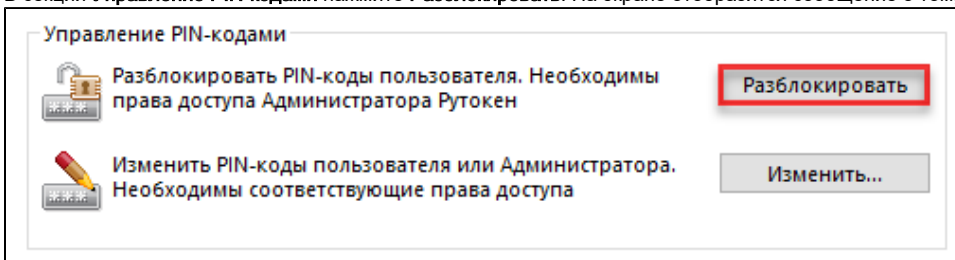 Управление PIN-кодами
Разблокировать PIN-коды пользователя. Необходимы
права доступа Администратора Рутокен
Разблокировать
Изменить PIN-коды пользователя или Администратора.
Необходимы соответствующие права доступа
Изменить...